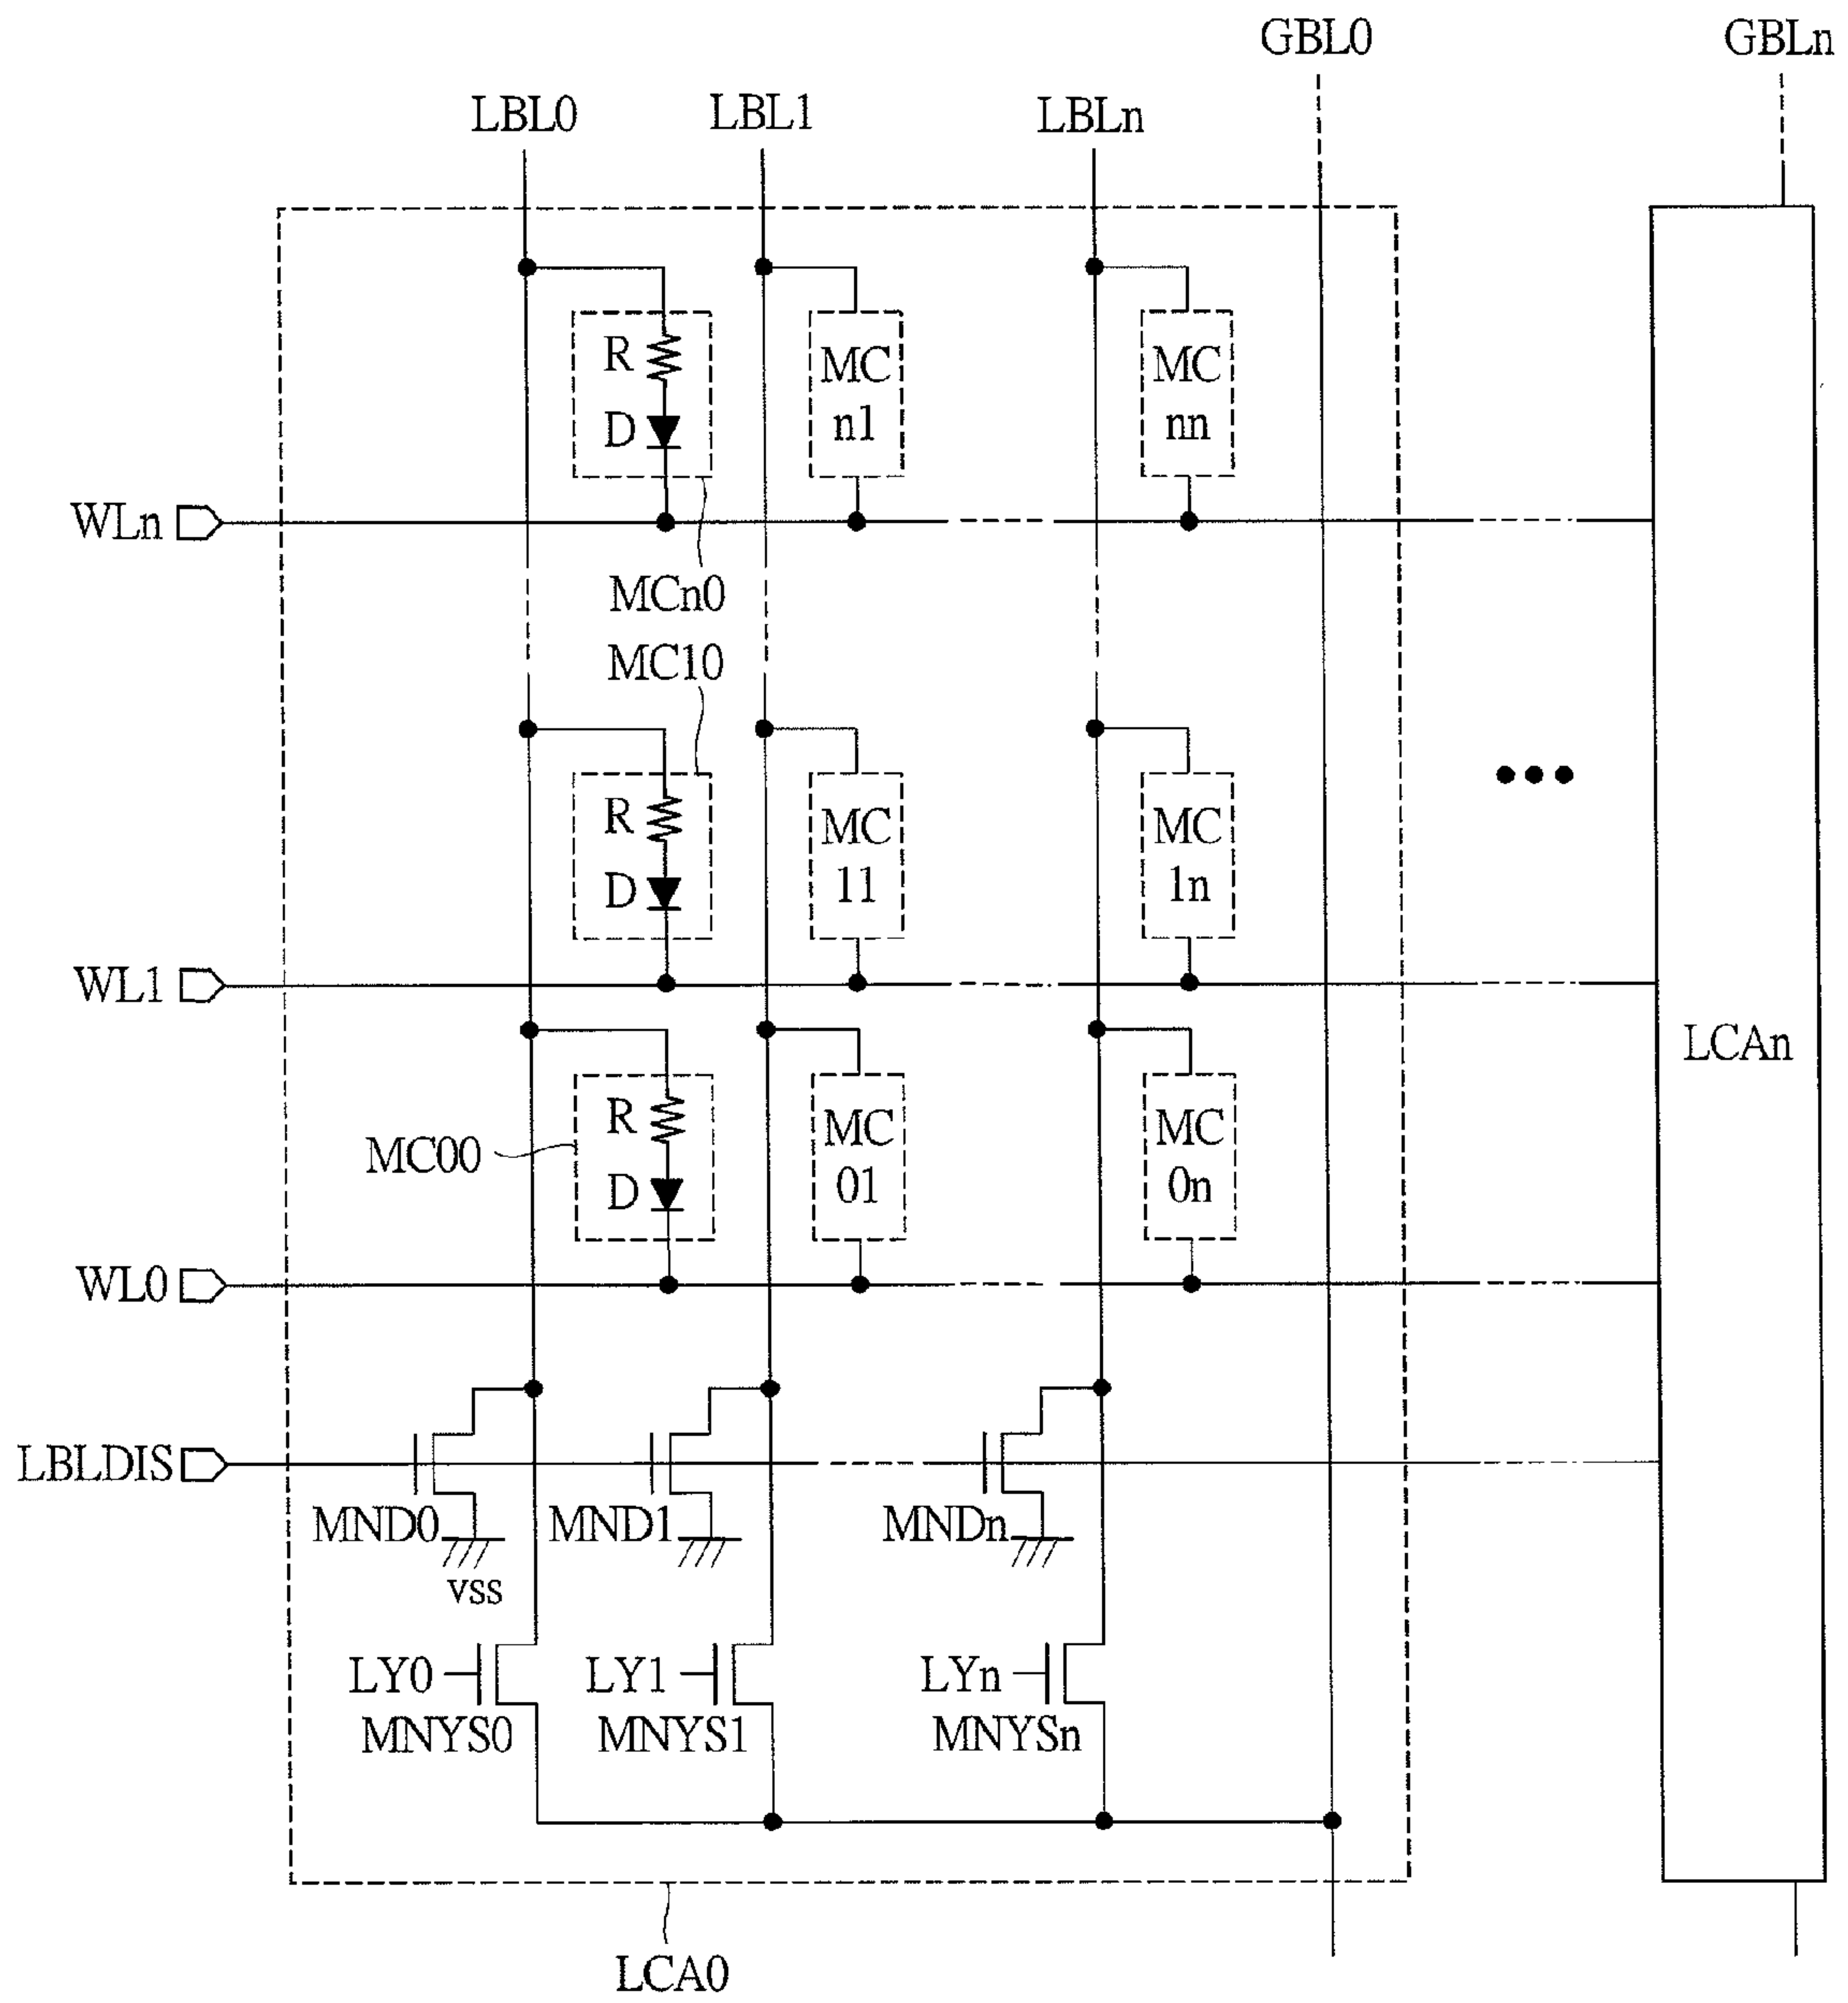 GBL0
GBLn
LBL0
LBL1
LBLn
R
D
MC
n1
MC
nn
WLn
MCn0
MC10
R
D
MC
11
MC
1n
WL1
LCAn
R
D
MC
01
MC
0n
MC00
WL0
LBLDIS
MND0
MND1
MNDn
VSS
LY0
LY1
LYn
MNYS0
MNYS1
MNYSn
LCA0